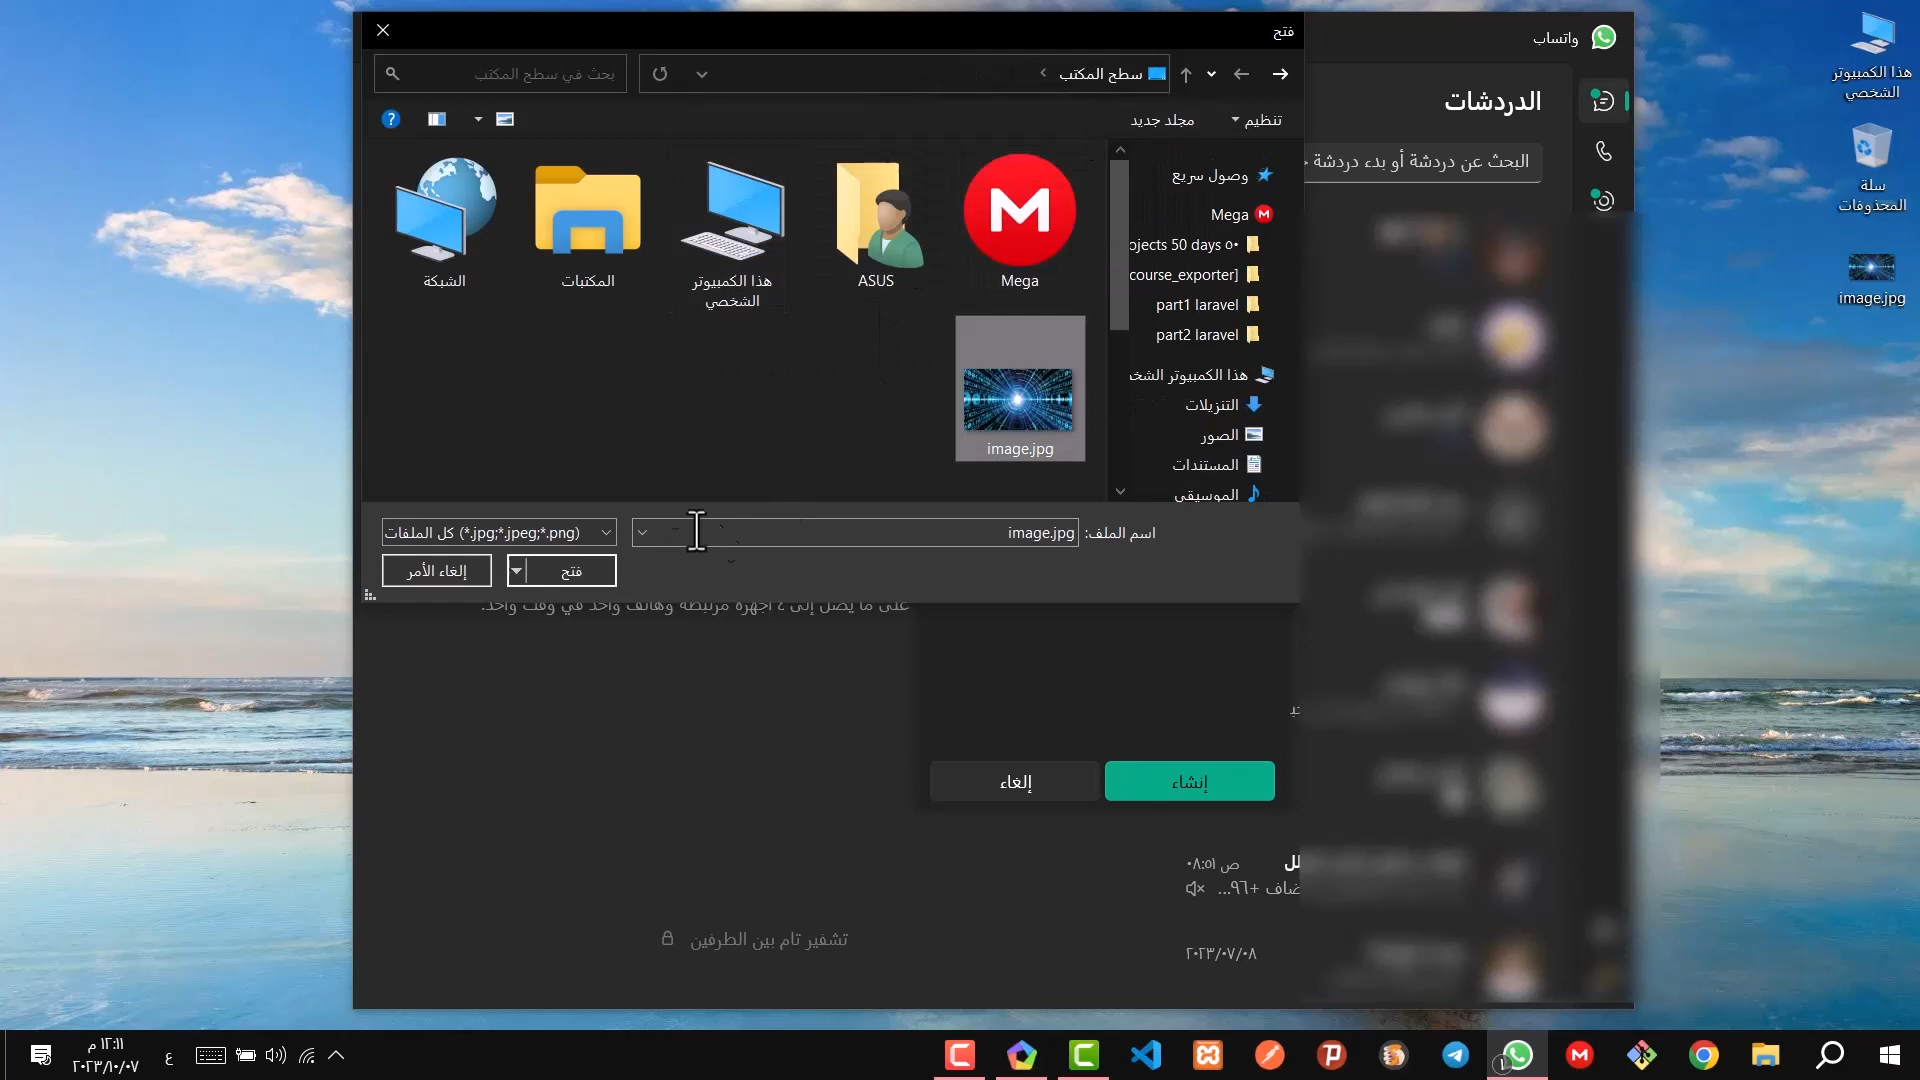 فتح
سطح المكتب
بحث في سطح المكتب
تنظيم
مجلد جديد
?
وصول سريع
Mega
ojects 50 days ٥٠
course_exporter]
part1 laravel
part2 laravel
هذا الكمبيوتر الشخص
التنزيلات
الصور
المستندات
الموسيقى
Mega
ASUS
هذا الكمبيوتر
الشخصي
المكتبات
الشبكة
image.jpg
اسم الملف:
image.jpg
كل الملفات (*.jpg;*.jpeg;*.png)
فتح
إلغاء الأمر
واتساب
الدردشات
البحث عن دردشة أو بدء دردشة
على ما يصل إلى ٤ أجهزة مرتبطة وهاتف واحد في وقت واحد.
إنشاء
إلغاء
٠٨:٥١ ص
...٩٦+
٢٠٢٣/٠٧/٠٨
تشفير تام بين الطرفين
هذا الكمبيوتر
الشخصي
سلة
المحذوفات
image.jpg
١٢:١١ م
٢٠٢٣/١٠/٠٧
ع
١